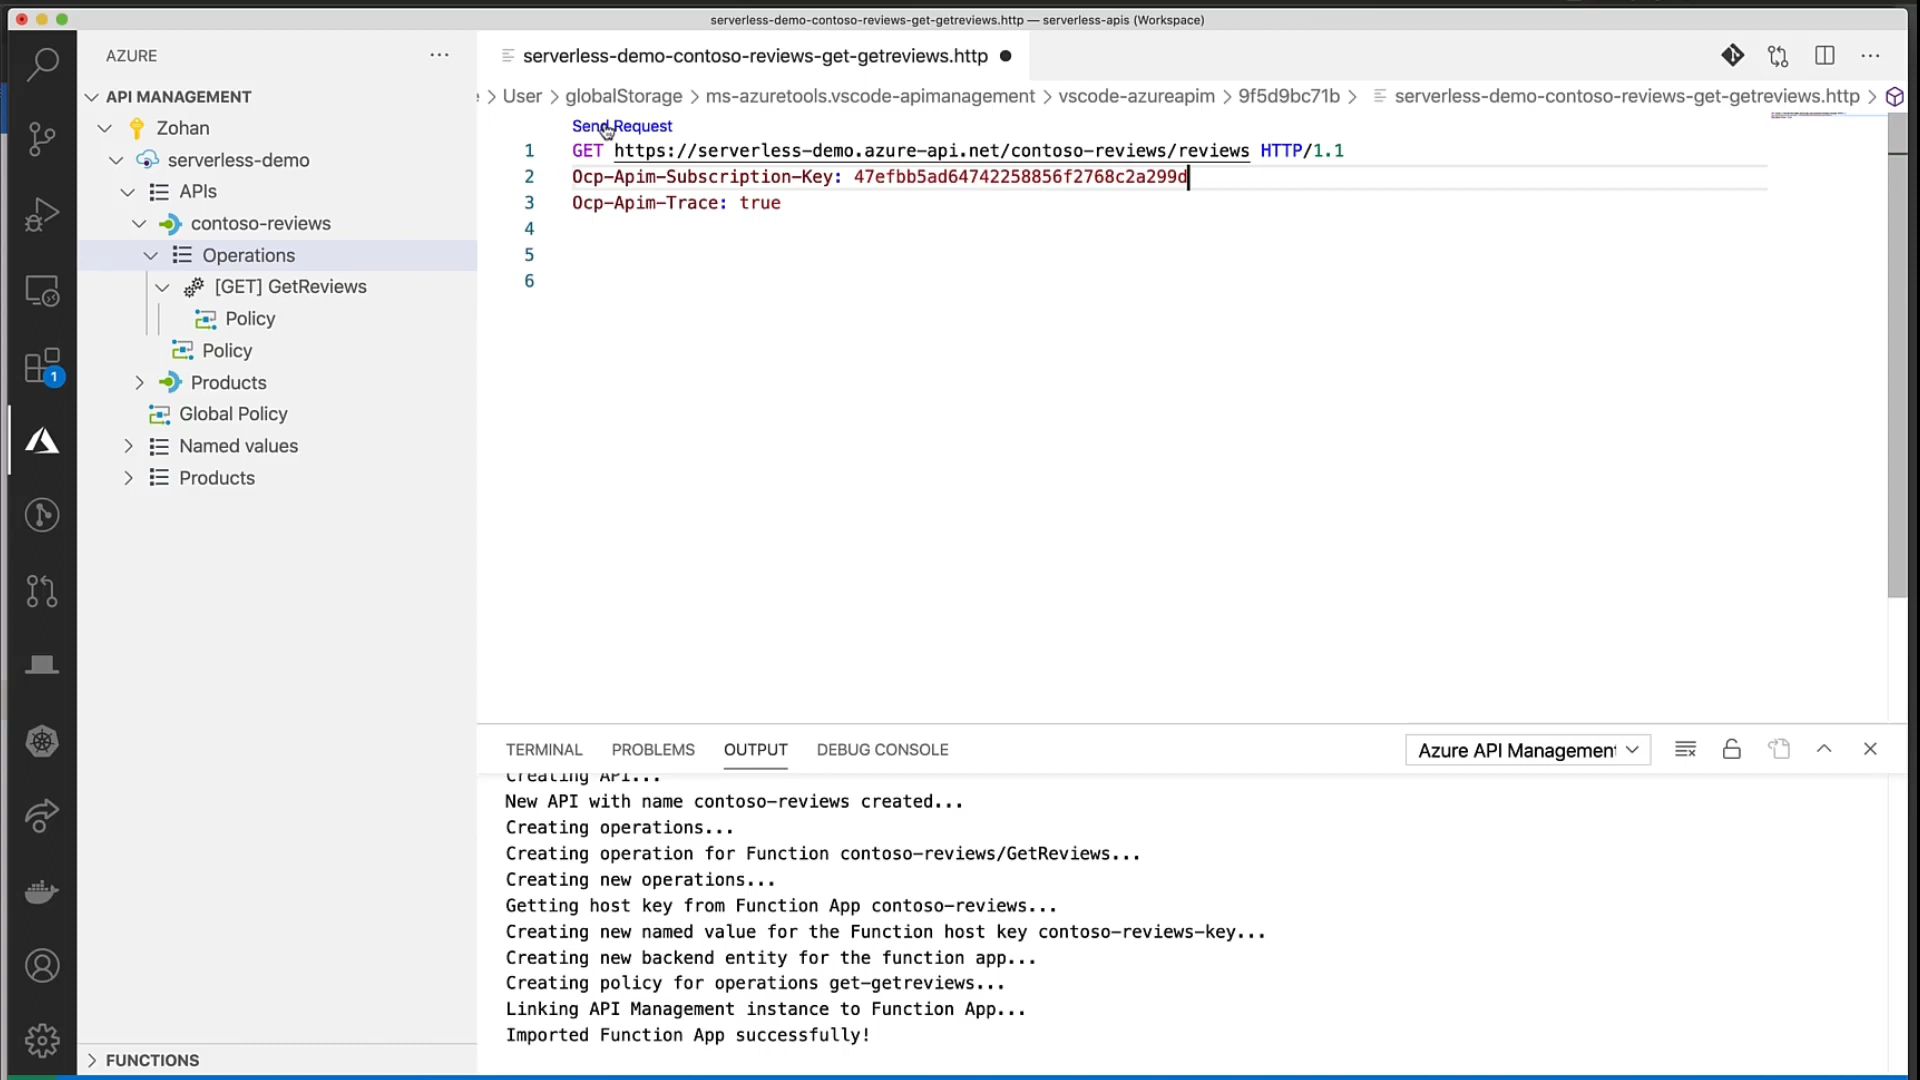 serverless-demo-contoso-reviews-get-getreviews.http — serverless-apis (Workspace)
AZURE
API MANAGEMENT
Zohan
serverless-demo
APIs
contoso-reviews
Operations
[GET] GetReviews
Policy
Policy
Products
Global Policy
Named values
Products
FUNCTIONS
1
serverless-demo-contoso-reviews-get-getreviews.http
User > globalStorage > ms-azuretools.vscode-apimanagement > vscode-azureapim > 9f5d9bc71b > serverless-demo-contoso-reviews-get-getreviews.http >
Send Request
1 GET https://serverless-demo.azure-api.net/contoso-reviews/reviews HTTP/1.1
2 Ocp-Apim-Subscription-Key: 47efbb5ad64742258856f2768c2a299d
3 Ocp-Apim-Trace: true
4
5
6
TERMINAL PROBLEMS OUTPUT DEBUG CONSOLE Azure API Management
Creating API...
New API with name contoso-reviews created...
Creating operations...
Creating operation for Function contoso-reviews/GetReviews...
Creating new operations...
Getting host key from Function App contoso-reviews...
Creating new named value for the Function host key contoso-reviews-key...
Creating new backend entity for the function app...
Creating policy for operations get-getreviews...
Linking API Management instance to Function App...
Imported Function App successfully!